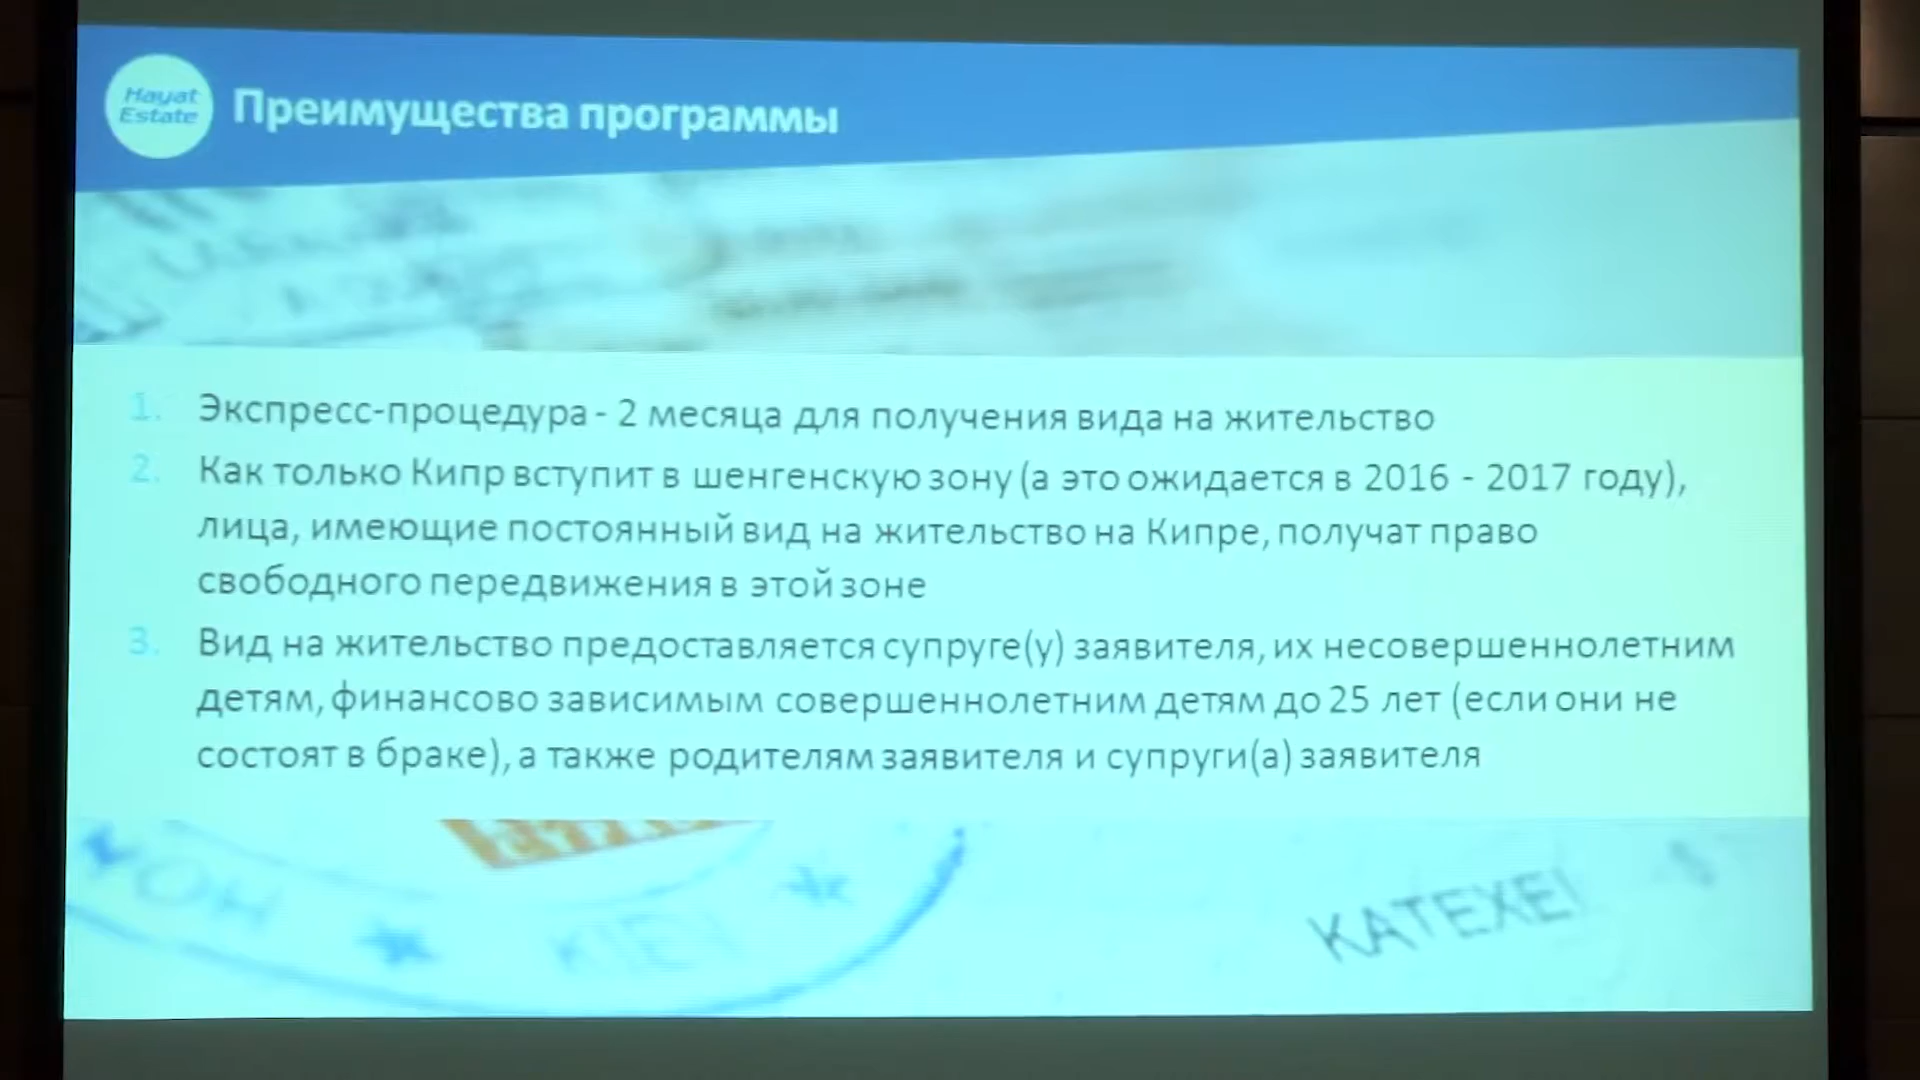 Hayat
Estate
Преимущества программы
1. Экспресс-процедура - 2 месяца для получения вида на жительство
2. Как только Кипр вступит в шенгенскую зону (а это ожидается в 2016 - 2017 году),
лица, имеющие постоянный вид на жительство на Кипре, получат право
свободного передвижения в этой зоне
3. Вид на жительство предоставляется супруге(у) заявителя, их несовершеннолетним
детям, финансово зависимым совершеннолетним детям до 25 лет (если они не
состоят в браке), а также родителям заявителя и супруги(а) заявителя
KATEXEI